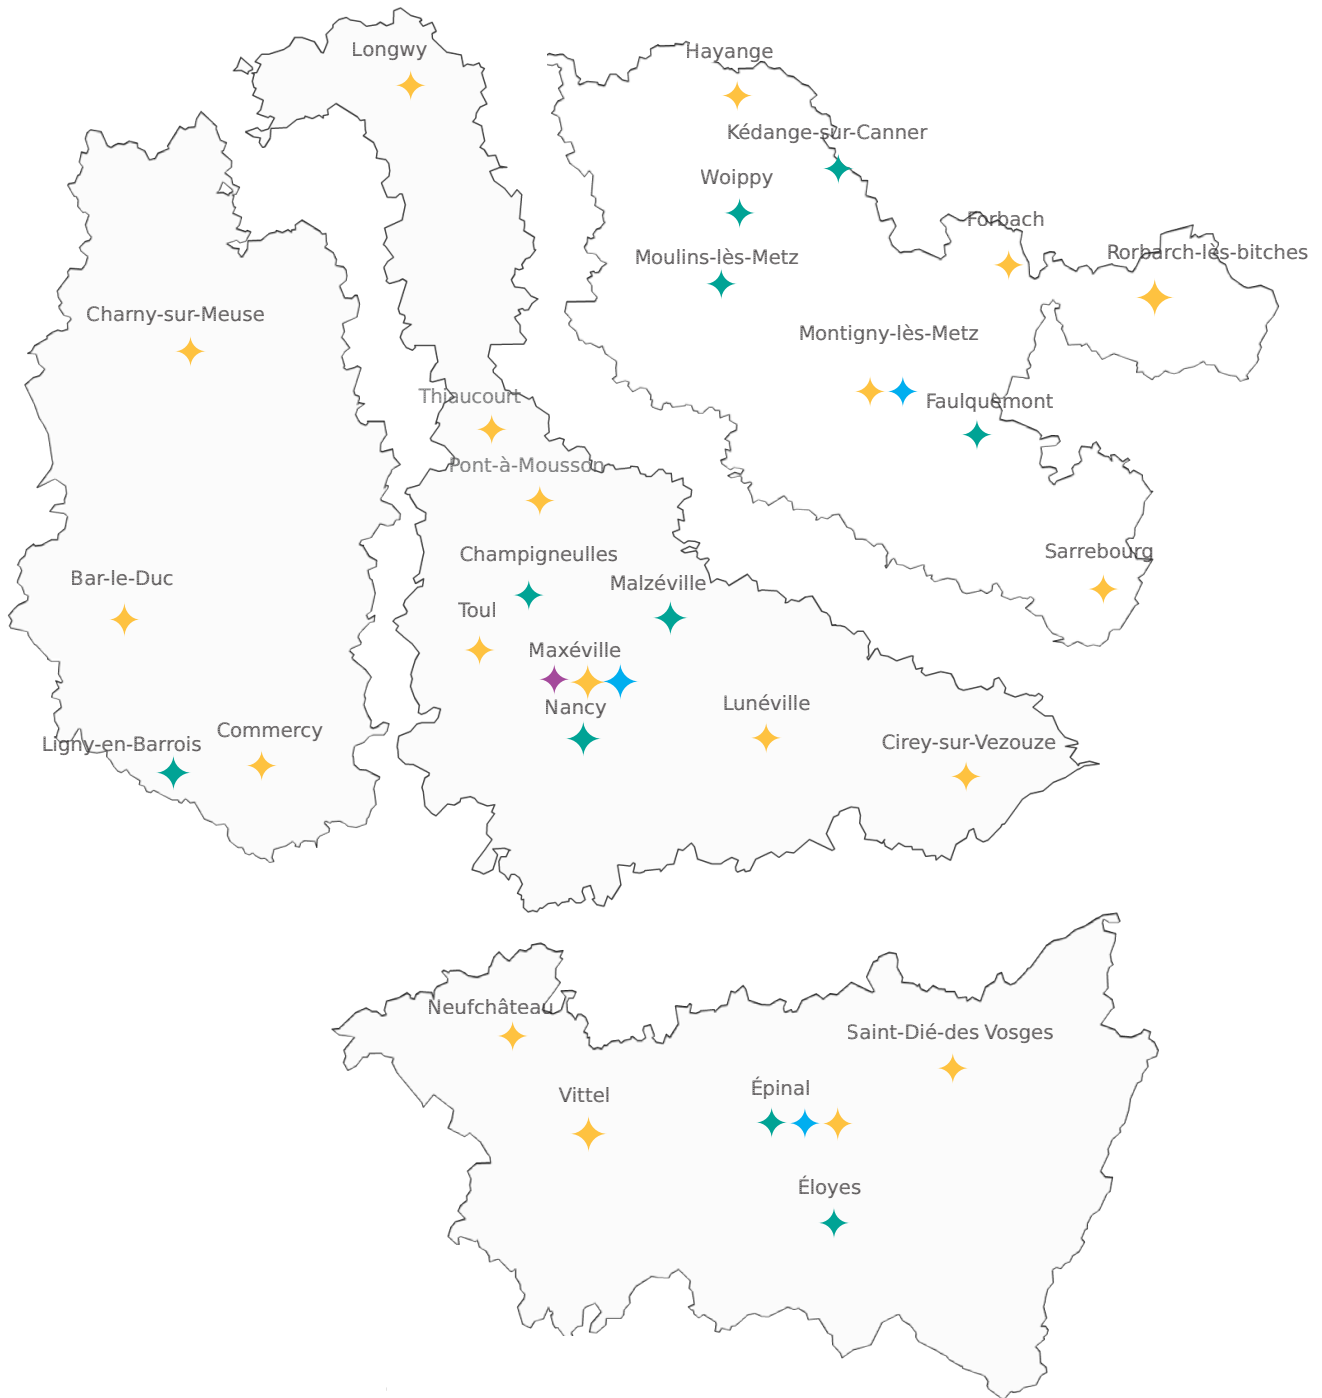 Longwy
Hayange
Kédange-sur-Canner
Woippy
Forbach
Rorbarch-lès-bitches
Moulins-lès-Metz
Charny-sur-Meuse
Montigny-lès-Metz
Thiaucourt
Faulquemont
Pont-à-Mousson
Champigneulles
Sarrebourg
Bar-le-Duc
Malzéville
Toul
Maxéville
Nancy
Lunéville
Commercy
Ligny-en-Barrois
Cirey-sur-Vezouze
Neufchâteau
Saint-Dié-des Vosges
Vittel
Épinal
Éloyes